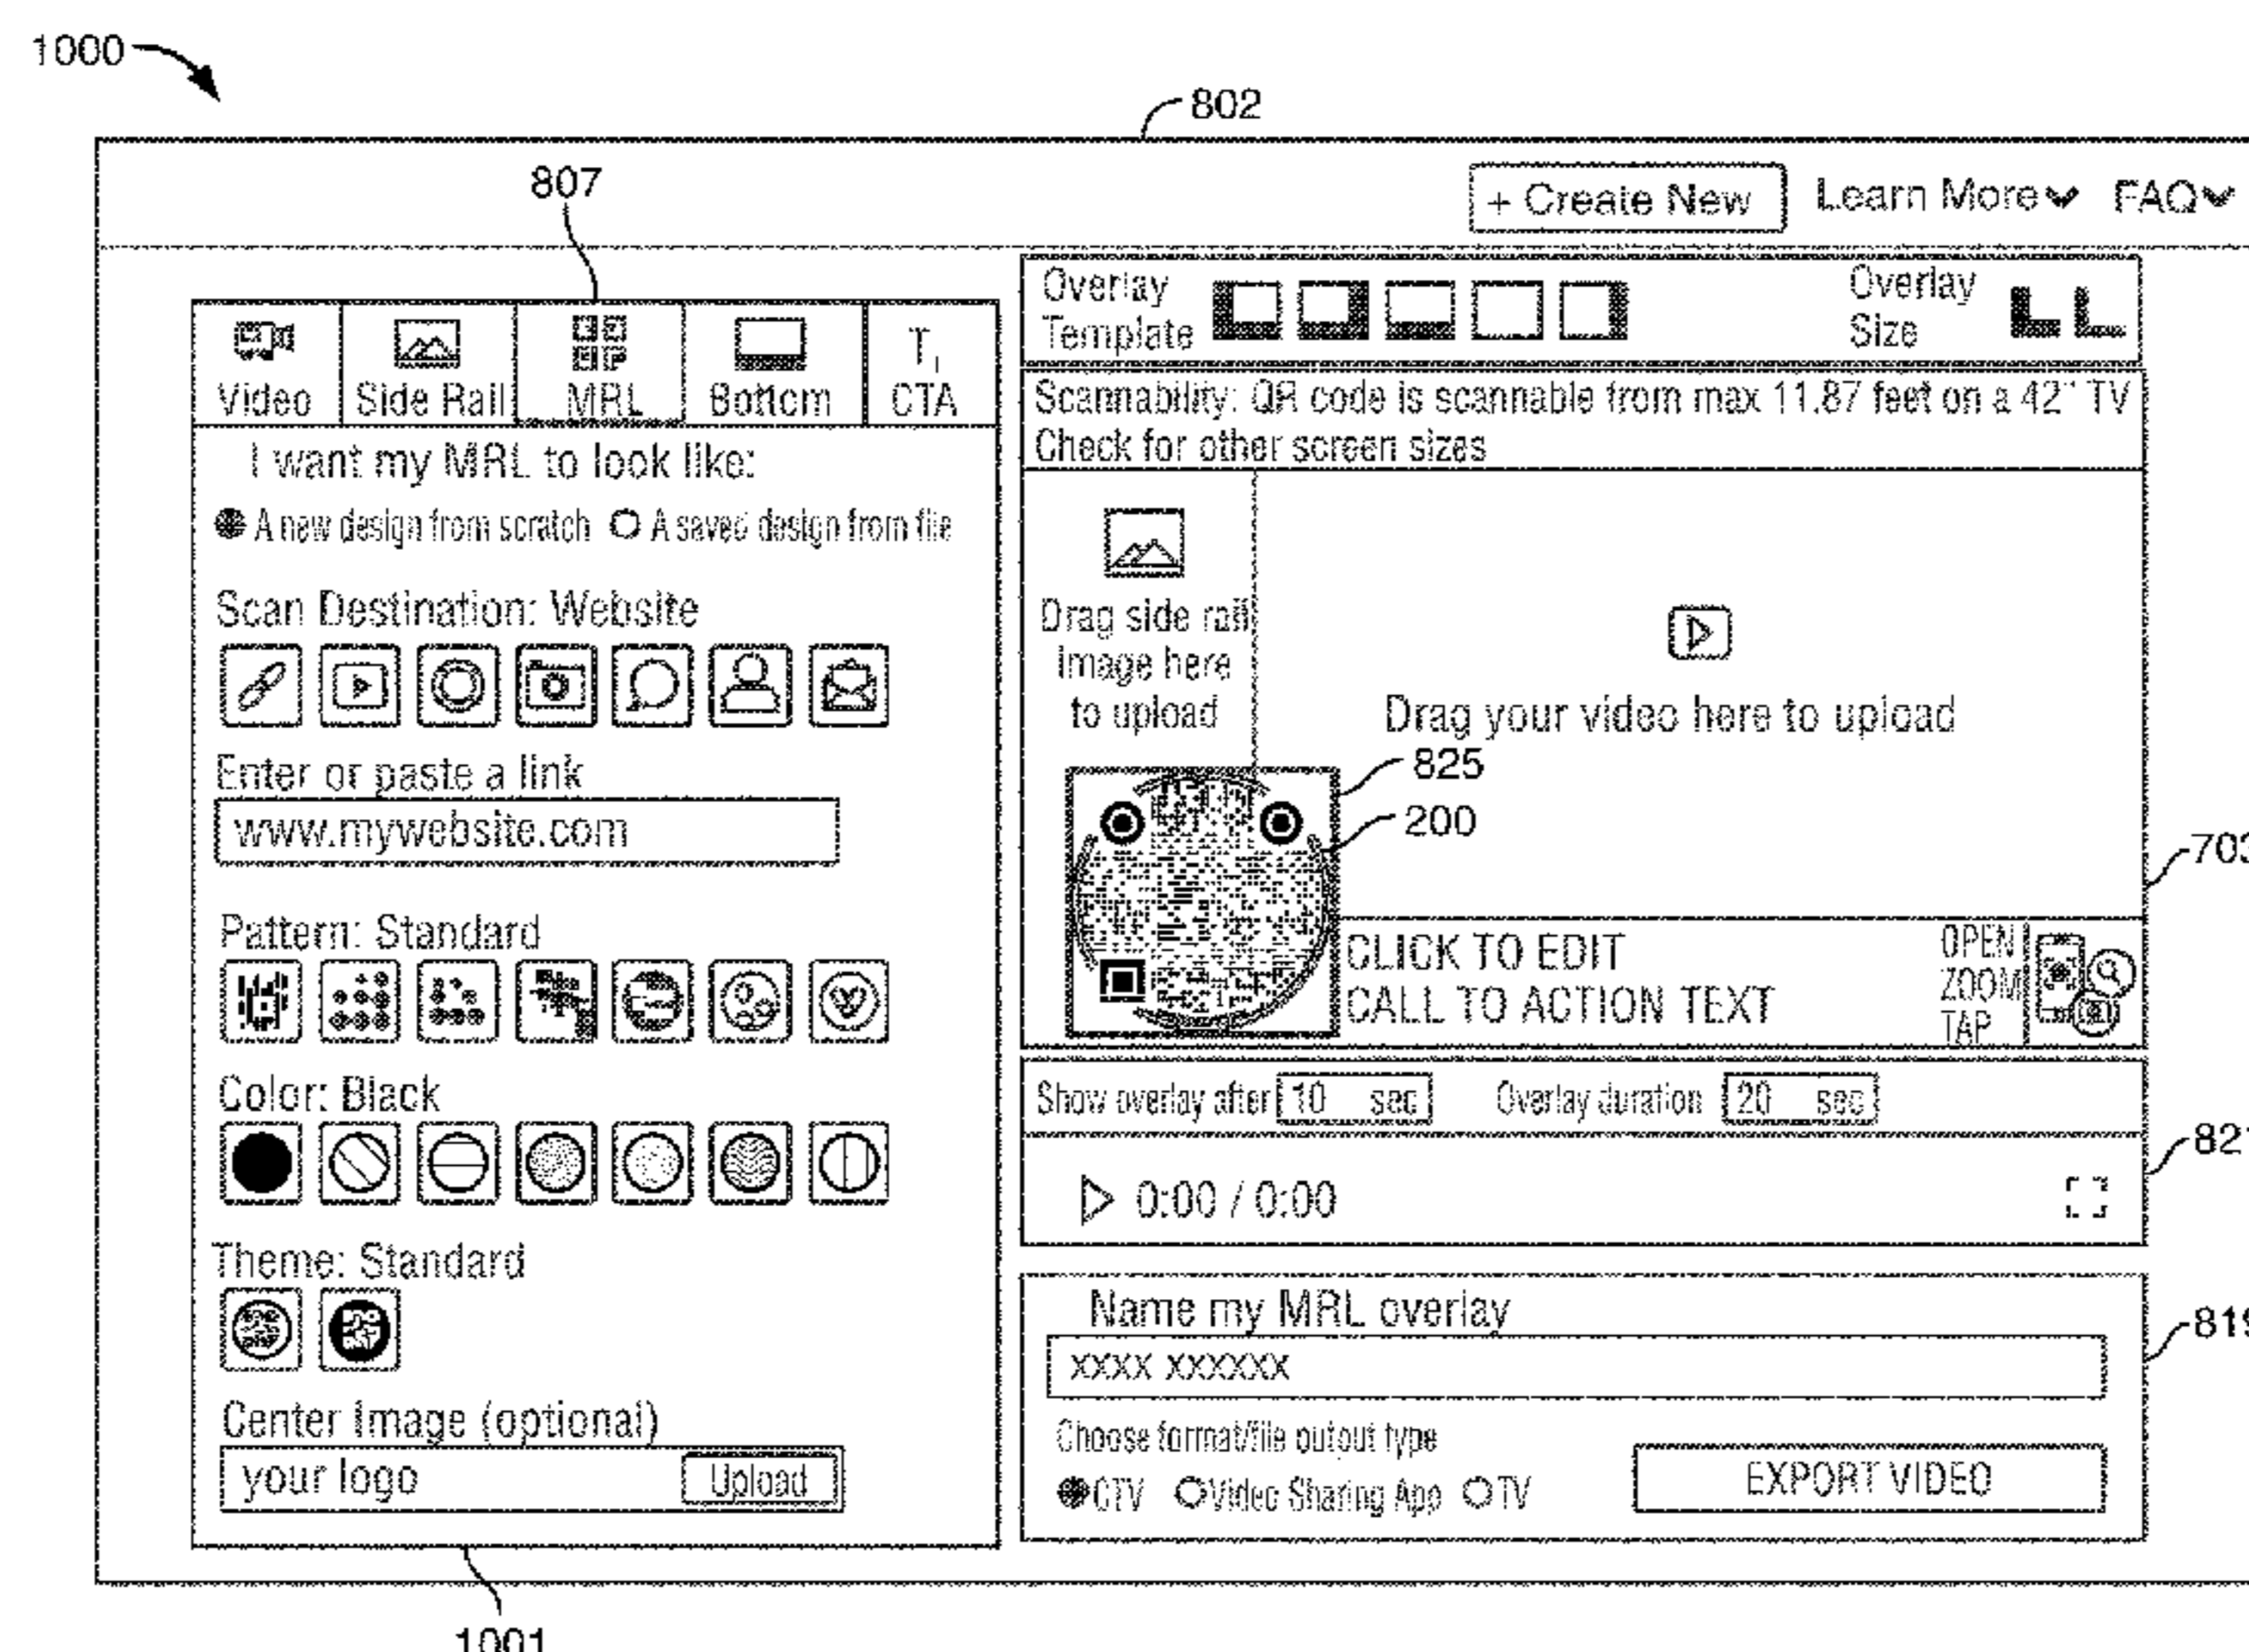 1000
802
807
+ Create New Learn More FAQ
Video Side Rail MRL Bottom CTA
I want my MRL to look like:
A new design from scratch A saved design from file
Scan Destination: Website
Enter or paste a link
www.mywebsite.com
Pattern: Standard
Color: Black
Theme: Standard
Center Image (optional)
your logo Upload
1001
Overlay
Template
Overlay
Size
Scannability: QR code is scannable from max 11.87 feet on a 42" TV
Check for other screen sizes
Drag side rail
image here
to upload
Drag your video here to upload
825
200
703
CLICK TO EDIT
CALL TO ACTION TEXT
OPEN
ZOOM
TAP
Show overlay after 10 sec Overlay duration 20 sec
821
0:00 / 0:00
Name my MRL overlay
819
xxxx xxxxxx
Choose format/file output type
CTV Video Sharing App TV
EXPORT VIDEO